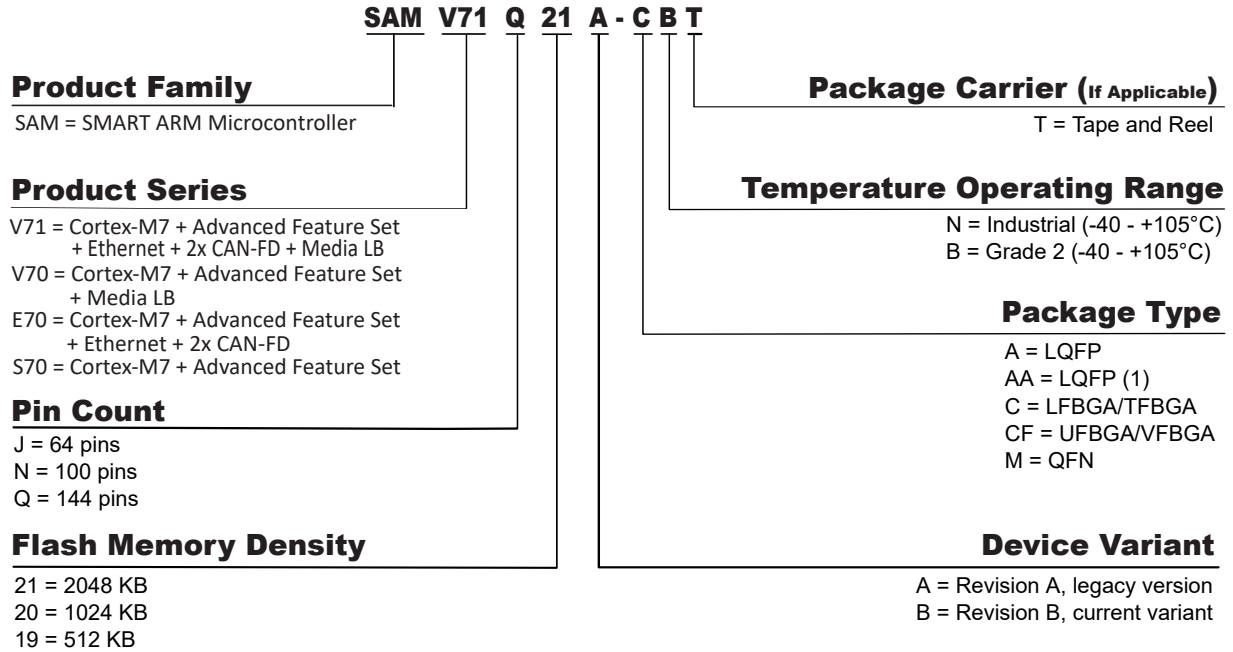 SAM V71 Q 21 A - C B T
Product Family
SAM = SMART ARM Microcontroller
Product Series
V71 = Cortex-M7 + Advanced Feature Set
+ Ethernet + 2x CAN-FD + Media LB
V70 = Cortex-M7 + Advanced Feature Set
+ Media LB
E70 = Cortex-M7 + Advanced Feature Set
+ Ethernet + 2x CAN-FD
S70 = Cortex-M7 + Advanced Feature Set
Pin Count
J = 64 pins
N = 100 pins
Q = 144 pins
Flash Memory Density
21 = 2048 KB
20 = 1024 KB
19 = 512 KB
Package Carrier (If Applicable)
T = Tape and Reel
Temperature Operating Range
N = Industrial (-40 - +105°C)
B = Grade 2 (-40 - +105°C)
Package Type
A = LQFP
AA = LQFP (1)
C = LFBGA/TFBGA
CF = UFBGA/VFBGA
M = QFN
Device Variant
A = Revision A, legacy version
B = Revision B, current variant